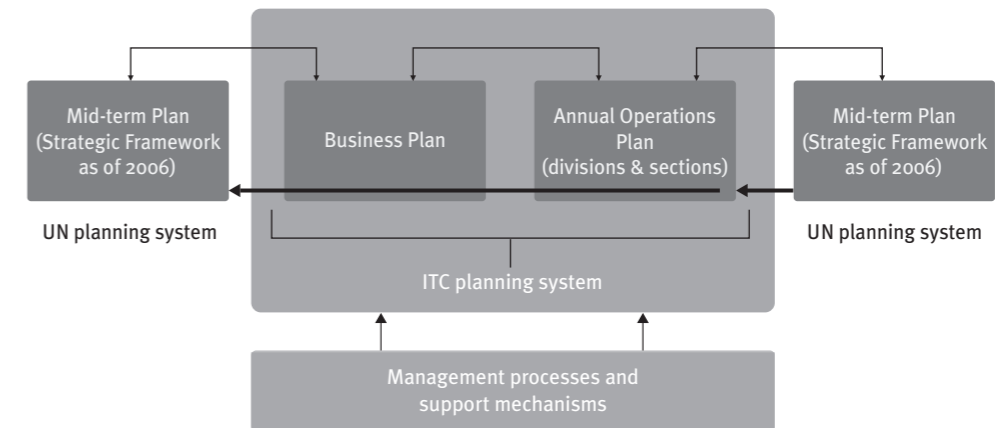 Mid-term Plan
(Strategic Framework
as of 2006)
Business Plan
Annual Operations
Plan
(divisions & sections)
Mid-term Plan
(Strategic Framework
as of 2006)
UN planning system
UN planning system
ITC planning system
Management processes and
support mechanisms